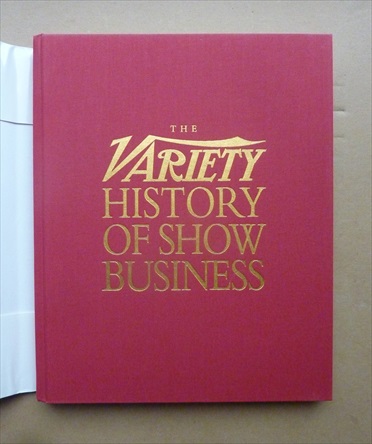 THE
VARIETY
HISTORY
OF SHOW
BUSINESS